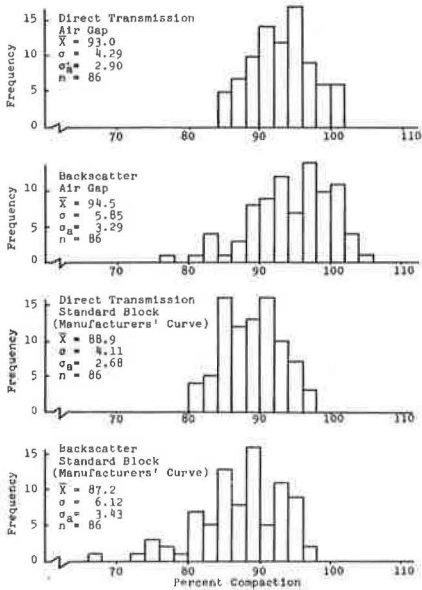 Direct Transmission
Air Gap
X̄ = 93.0
σ = 4.29
σa = 2.90
n = 86
Frequency
15
10
5
0
70 80 90 100 110
Backscatter
Air Gap
X̄ = 94.5
σ = 5.85
σa = 3.29
n = 86
Frequency
10
5
0
70 80 90 100 110
Direct Transmission
Standard Block
(Manufacturers' Curve)
X̄ = 88.9
σ = 4.11
σa = 2.68
n = 86
Frequency
15
10
5
0
70 80 90 100 110
Backscatter
Standard Block
(Manufacturers' Curve)
X̄ = 87.2
σ = 6.12
σa = 3.43
n = 86
Frequency
15
10
5
0
70 80 90 100 110
Percent Compaction